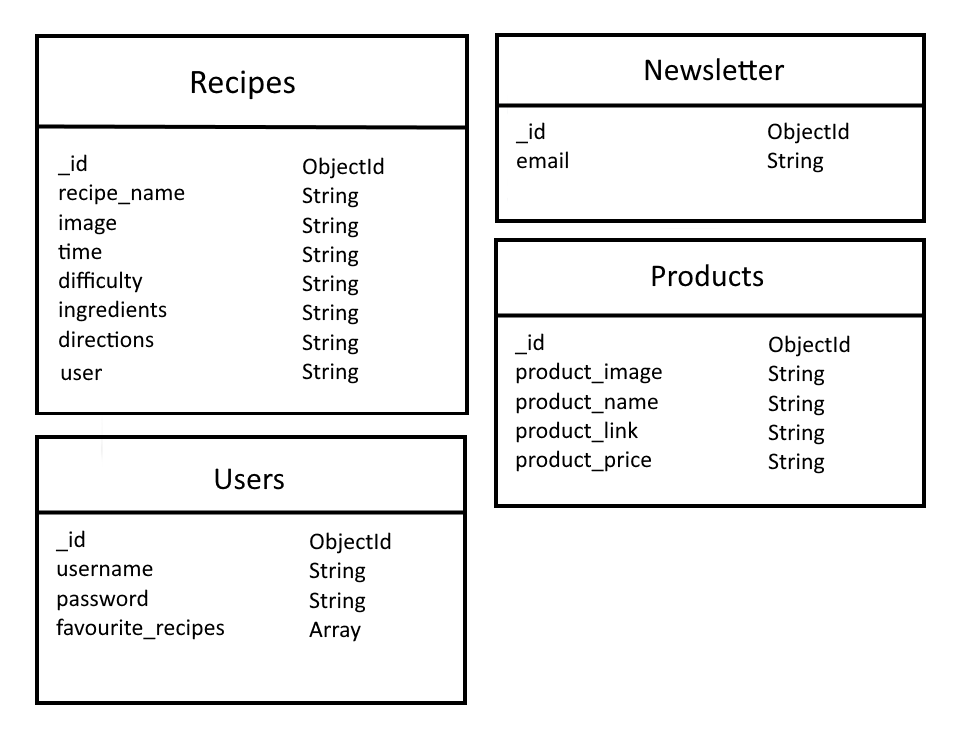 Recipes
_id ObjectId
recipe_name String
image String
time String
difficulty String
ingredients String
directions String
user String
Users
_id ObjectId
username String
password String
favourite_recipes Array
Newsletter
_id ObjectId
email String
Products
_id ObjectId
product_image String
product_name String
product_link String
product_price String